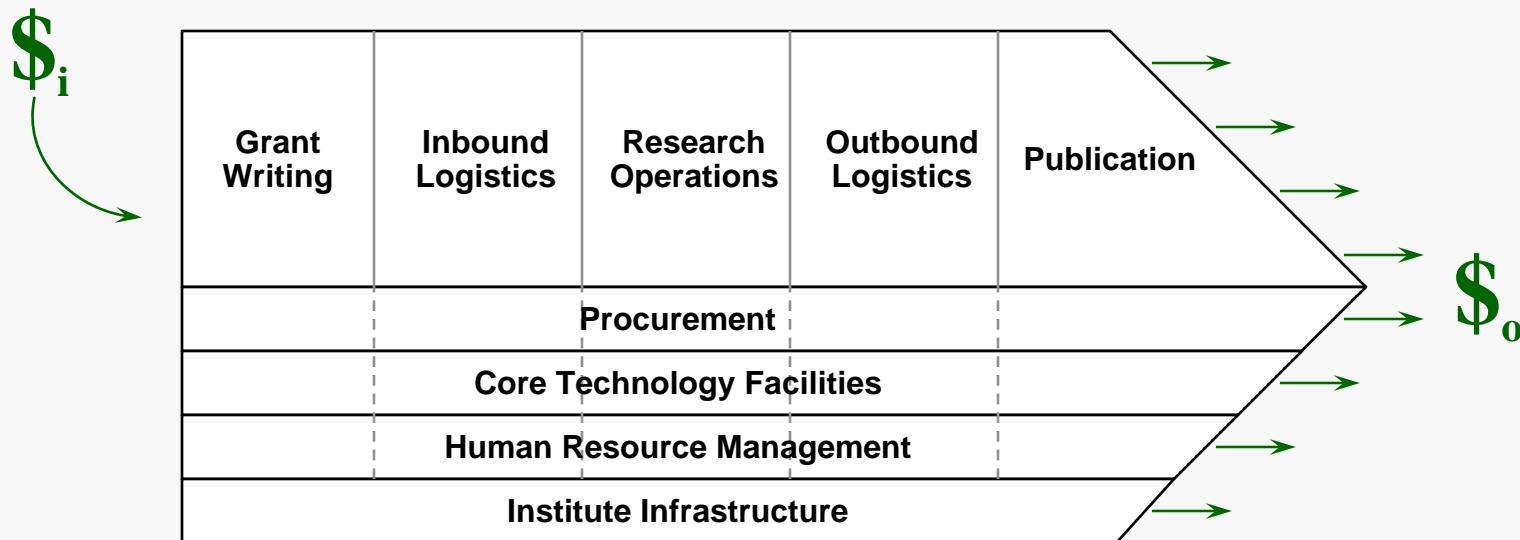 $i
Grant
Writing
Inbound
Logistics
Research
Operations
Outbound
Logistics
Publication
Procurement
Core Technology Facilities
Human Resource Management
Institute Infrastructure
$o